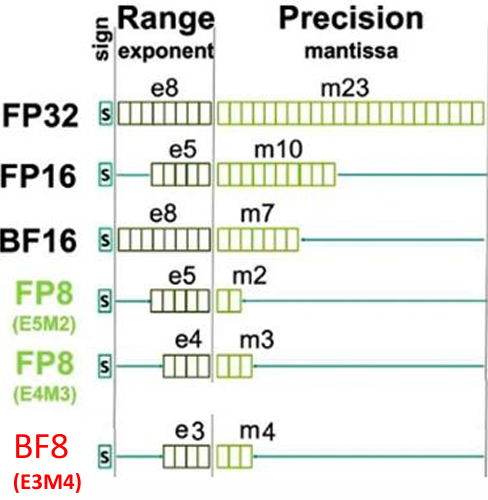 sign
Range
exponent
Precision
mantissa
e8
m23
FP32
S
e5
m10
FP16
S
e8
m7
BF16
S
e5
m2
FP8
(E5M2)
S
e4
m3
FP8
(E4M3)
S
e3
m4
BF8
(E3M4)
S